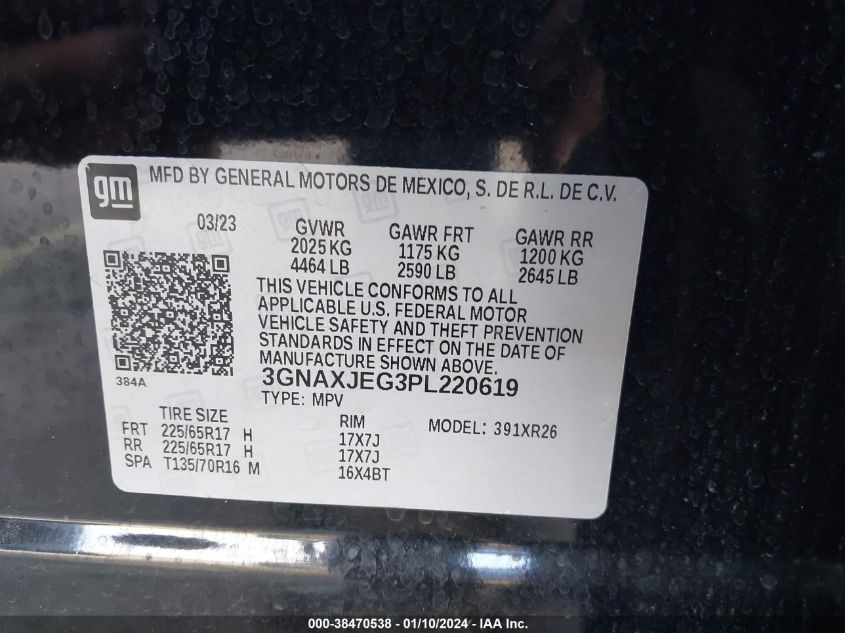 gm MFD BY GENERAL MOTORS DE MEXICO, S. DE R.L. DE C.V.
03/23
GVWR GAWR FRT GAWR RR
2025 KG 1175 KG 1200 KG
4464 LB 2590 LB 2645 LB
THIS VEHICLE CONFORMS TO ALL
APPLICABLE U.S. FEDERAL MOTOR
VEHICLE SAFETY AND THEFT PREVENTION
STANDARDS IN EFFECT ON THE DATE OF
MANUFACTURE SHOWN ABOVE.
384A
3GNAXJEG3PL220619
TYPE: MPV
TIRE SIZE RIM MODEL: 391XR26
FRT 225/65R17 H 17X7J
RR 225/65R17 H 17X7J
SPA T135/70R16 M 16X4BT
000-38470538 - 01/10/2024 - IAA Inc.